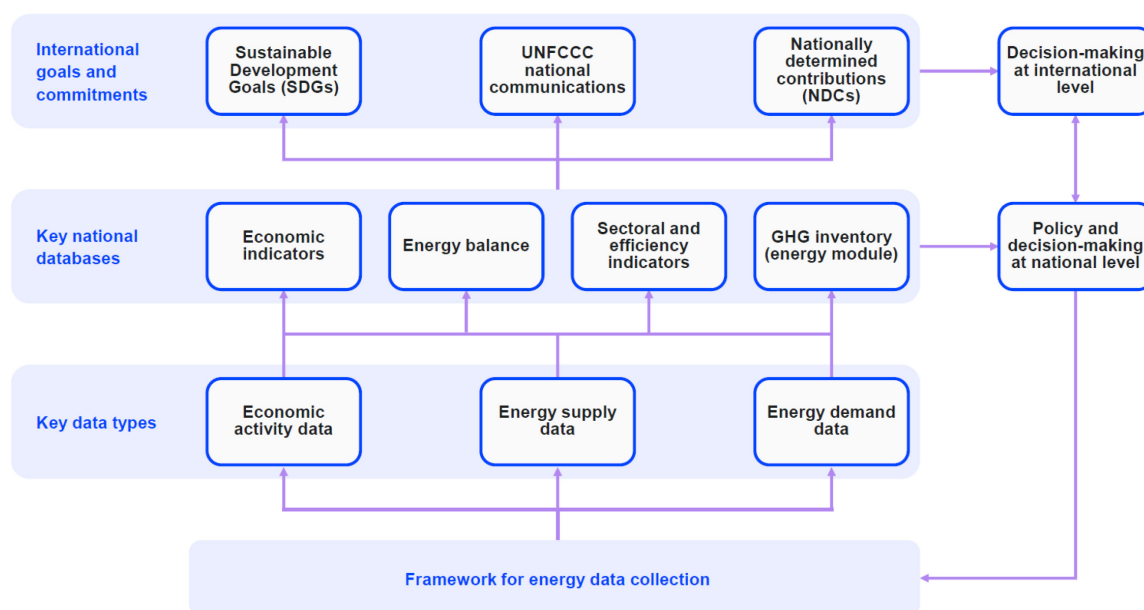 International
goals and
commitments
Sustainable
Development
Goals (SDGs)
UNFCCC
national
communications
Nationally
determined
contributions
(NDCs)
Decision-making
at international
level
Key national
databases
Economic
indicators
Energy balance
Sectoral and
efficiency
indicators
GHG inventory
(energy module)
Policy and
decision-making
at national level
Key data types
Economic
activity data
Energy supply
data
Energy demand
data
Framework for energy data collection